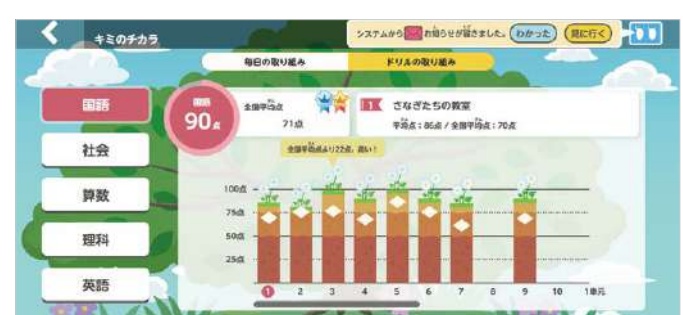 キミのチカラ
システムから お知らせが届きました。 わかった 見に行く
毎日の取り組み ドリルの取り組み
国語
社会
算数
理科
英語
国語
90点
全国平均点
71点
1 さなぎたちの教室
平均点:86点 / 全国平均点:70点
全国平均点より22点、高い!
100点
75点
50点
25点
1 2 3 4 5 6 7 8 9 10 1単元